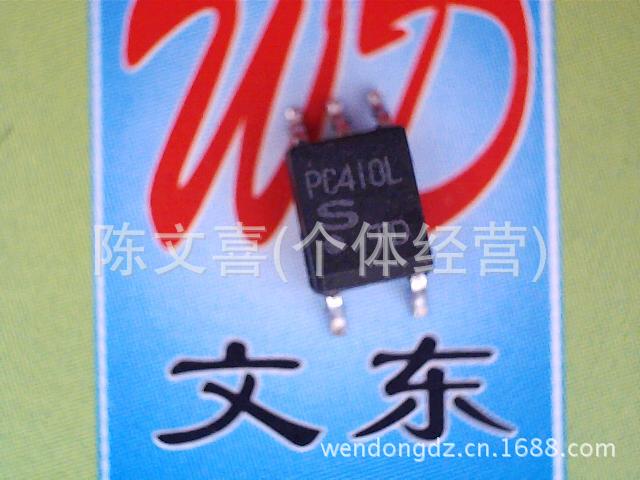 WD
PC410L
S
陈文喜(个体经营)
文东
wendongdz.cn.1688.com